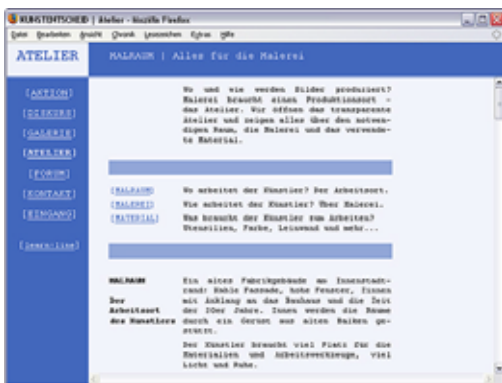 KUNSTENTSCHEID | Atelier - Mozilla Firefox
Datei Bearbeiten Ansicht Chronik Lesezeichen Extras Hilfe
ATELIER
MALRAUM | Alles für die Malerei
[AKTION]
[DISKURS]
[GALERIE]
[ATELIER]
[FORUM]
[KONTAKT]
[EINGANG]
[learn:line]
Wo und wie werden Bilder produziert?
Malerei braucht einen Produktionsort -
das Atelier. Wir öffnen das transparente
Atelier und zeigen alles über den notwen-
digen Raum, die Malerei und das verwende-
te Material.
[MALRAUM] Wo arbeitet der Künstler? Der Arbeitsort.
[MALEREI] Wie arbeitet der Künstler? Über Malerei.
[MATERIAL] Was braucht der Künstler zum Arbeiten?
Utensilien, Farbe, Leinwand und mehr...
MALRAUM
Der
Arbeitsort
des Künstlers
Ein altes Fabrikgebäude am Innenstadt-
rand: Kahle Fassade, hohe Fenster, Zinnen
mit Anklang an das Bauhaus und die Zeit
der 20er Jahre. Innen werden die Räume
durch ein Gerüst aus alten Balken ge-
stützt.
Der Künstler braucht viel Platz für die
Materialien und Arbeitswerkzeuge, viel
Licht und Ruhe.